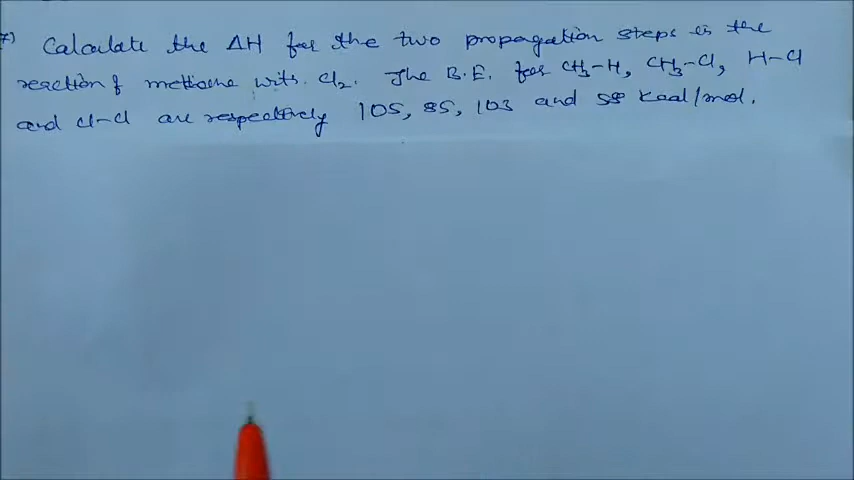 7) Calculate the ΔH for the two propagation steps in the
reaction of methane with Cl₂. The B.E. for CH₃-H, CH₃-Cl, H-Cl
and Cl-Cl are respectively 105, 85, 103 and 58 Kcal/mol.